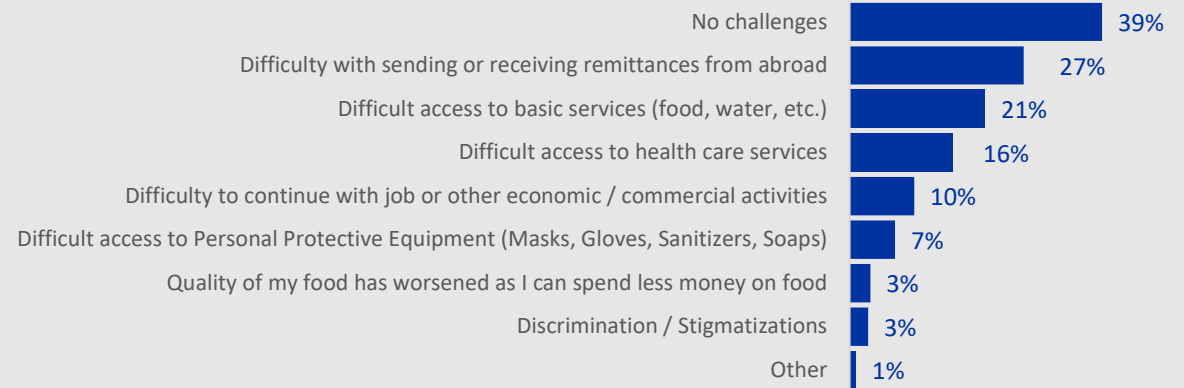 No challenges 39%
Difficulty with sending or receiving remittances from abroad 27%
Difficult access to basic services (food, water, etc.) 21%
Difficult access to health care services 16%
Difficulty to continue with job or other economic / commercial activities 10%
Difficult access to Personal Protective Equipment (Masks, Gloves, Sanitizers, Soaps) 7%
Quality of my food has worsened as I can spend less money on food 3%
Discrimination / Stigmatizations 3%
Other 1%